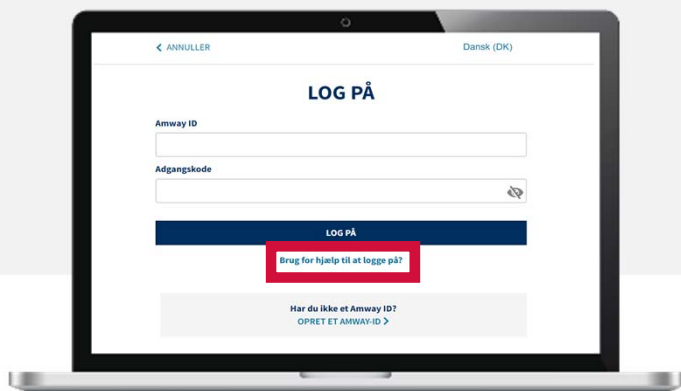 ANNULLER
Dansk (DK)
LOG PÅ
Amway ID
Adgangskode
LOG PÅ
Brug for hjælp til at logge på?
Har du ikke et Amway ID?
OPRET ET AMWAY-ID